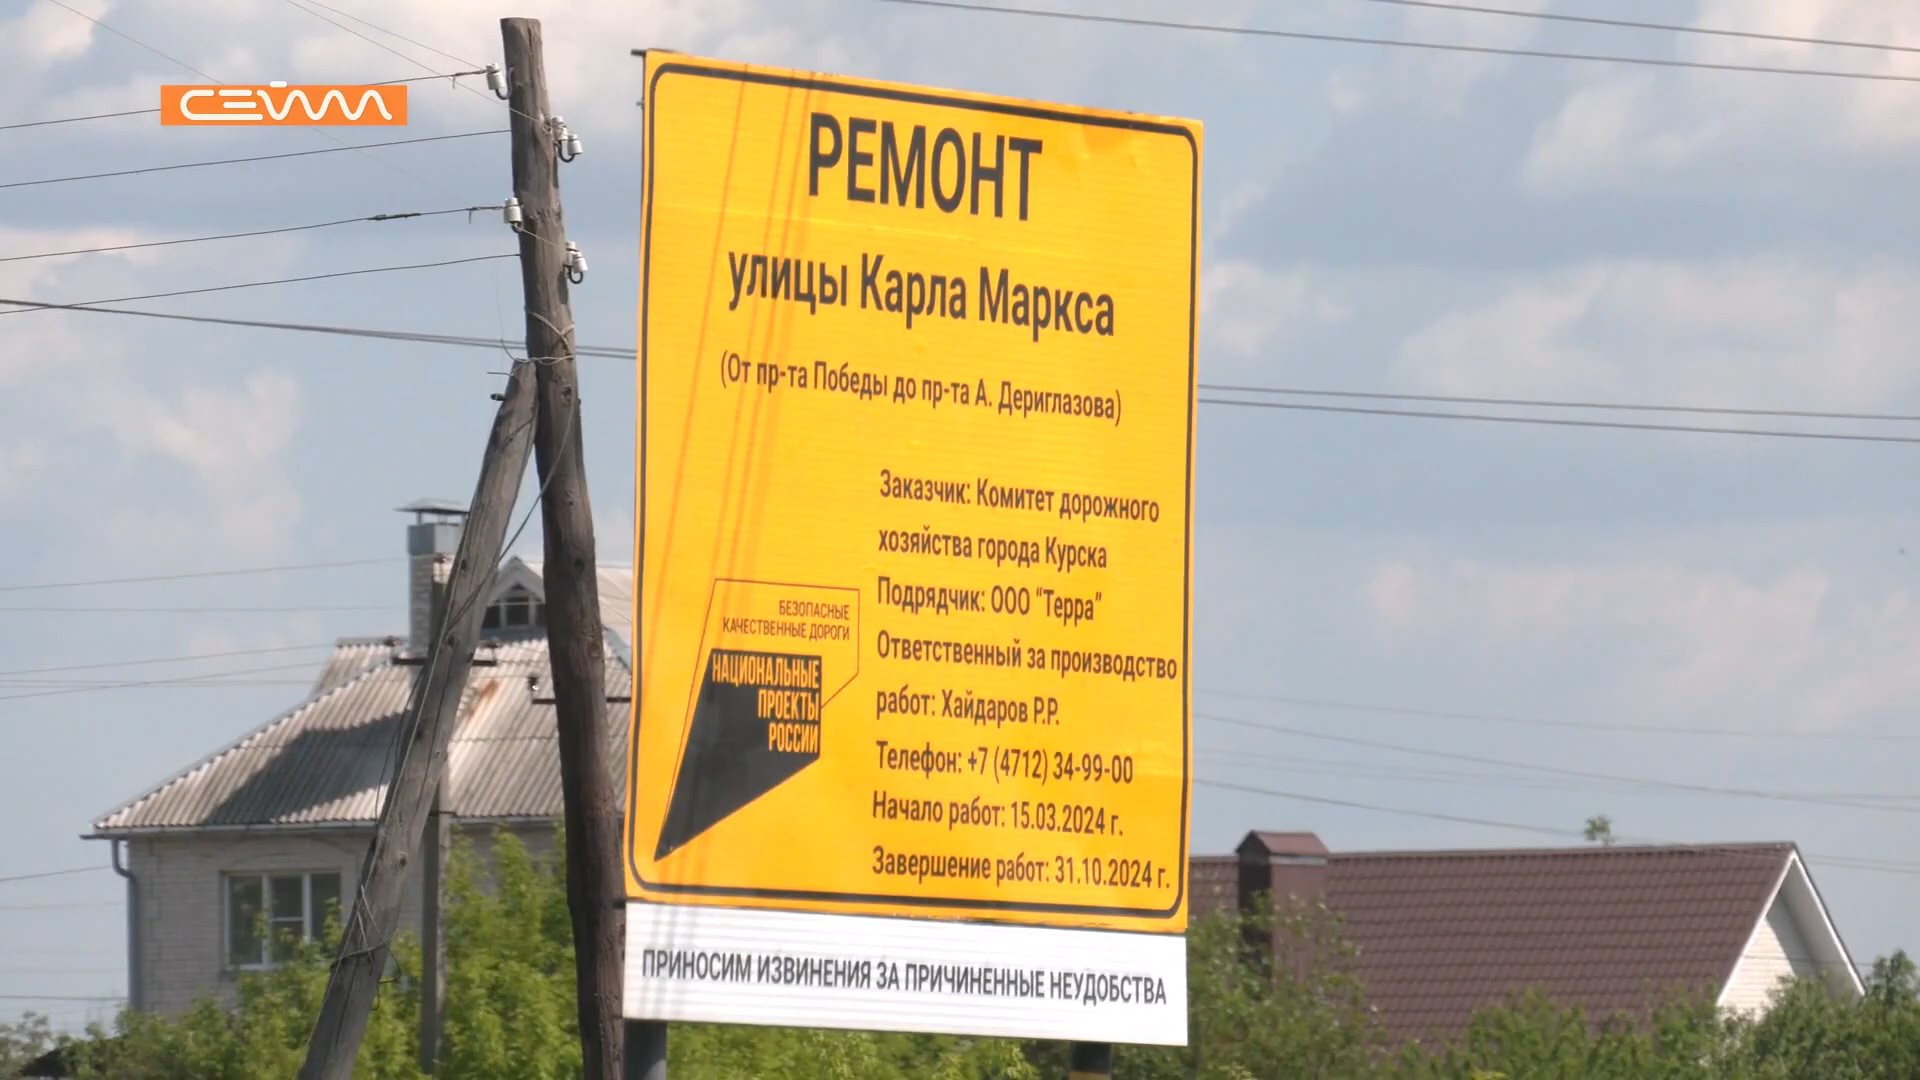 СЕЙМ
РЕМОНТ
улицы Карла Маркса
(От пр-та Победы до пр-та А. Дериглазова)
Заказчик: Комитет дорожного
хозяйства города Курска
Подрядчик: ООО "Терра"
Ответственный за производство
работ: Хайдаров Р.Р.
Телефон: +7 (4712) 34-99-00
Начало работ: 15.03.2024 г.
Завершение работ: 31.10.2024 г.
БЕЗОПАСНЫЕ
КАЧЕСТВЕННЫЕ ДОРОГИ
НАЦИОНАЛЬНЫЕ
ПРОЕКТЫ
РОССИИ
ПРИНОСИМ ИЗВИНЕНИЯ ЗА ПРИЧИНЕННЫЕ НЕУДОБСТВА